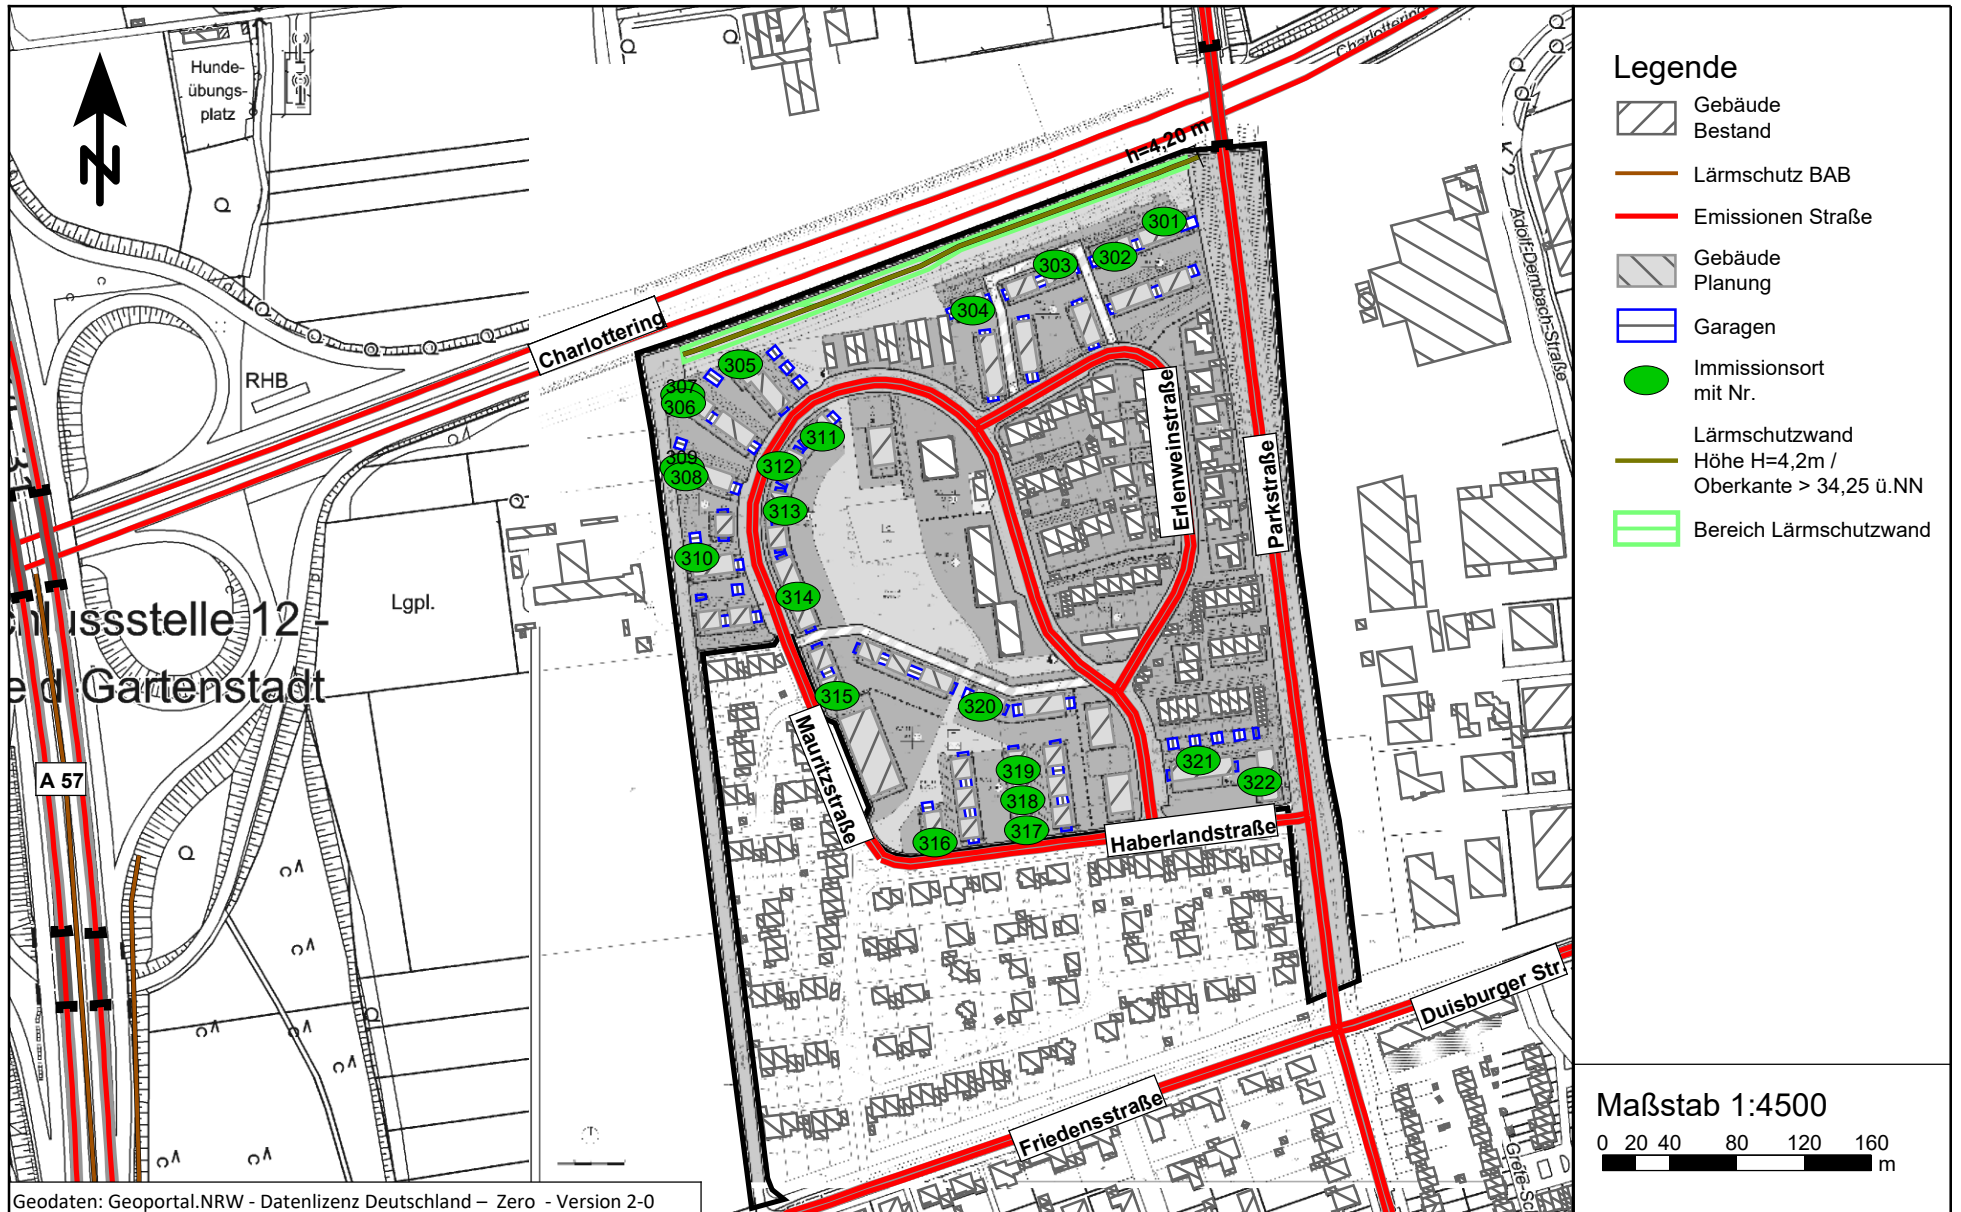 Hunde-
übungs-
platz
N
Charlottering
h=4,20 m
Charlottering
RHB
Lgpl.
A 57
Adolf-Dembach-Straße
Erlenweinstraße
Parkstraße
Mauritzstraße
Haberlandstraße
Friedensstraße
Duisburger Str.
301
302
303
304
305
307
306
309
308
310
311
312
313
314
315
316
317
318
319
320
321
322
Legende
Gebäude
Bestand
Lärmschutz BAB
Emissionen Straße
Gebäude
Planung
Garagen
Immissionsort
mit Nr.
Lärmschutzwand
Höhe H=4,2m /
Oberkante > 34,25 ü.NN
Bereich Lärmschutzwand
Maßstab 1:4500
0 20 40 80 120 160
m
Geodaten: Geoportal.NRW - Datenlizenz Deutschland – Zero - Version 2-0